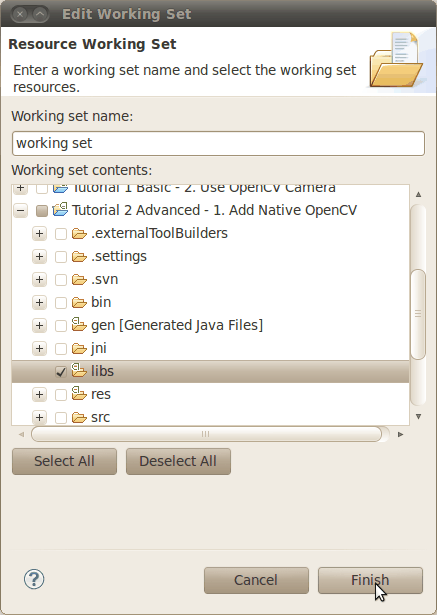 Edit Working Set
Resource Working Set
Enter a working set name and select the working set
resources.
Working set name:
working set
Working set contents:
Tutorial 1 Basic - 2. Use OpenCV Camera
Tutorial 2 Advanced - 1. Add Native OpenCV
.externalToolBuilders
.settings
.svn
bin
gen [Generated Java Files]
jni
libs
res
src
Select All
Deselect All
?
Cancel
Finish